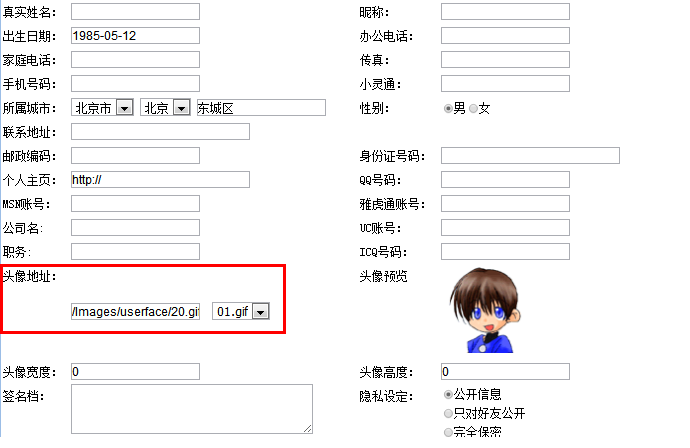 真实姓名： 昵称：
出生日期： 1985-05-12 办公电话：
家庭电话： 传真：
手机号码： 小灵通：
所属城市： 北京市 北京 东城区 性别： 男 女
联系地址：
邮政编码： 身份证号码：
个人主页： http:// QQ号码：
MSN账号： 雅虎通账号：
公司名: UC账号：
职务: ICQ号码：
头像地址： 头像预览
/Images/userface/20.gi 01.gif
头像宽度： 0 头像高度： 0
签名档： 隐私设定： 公开信息
只对好友公开
完全保密